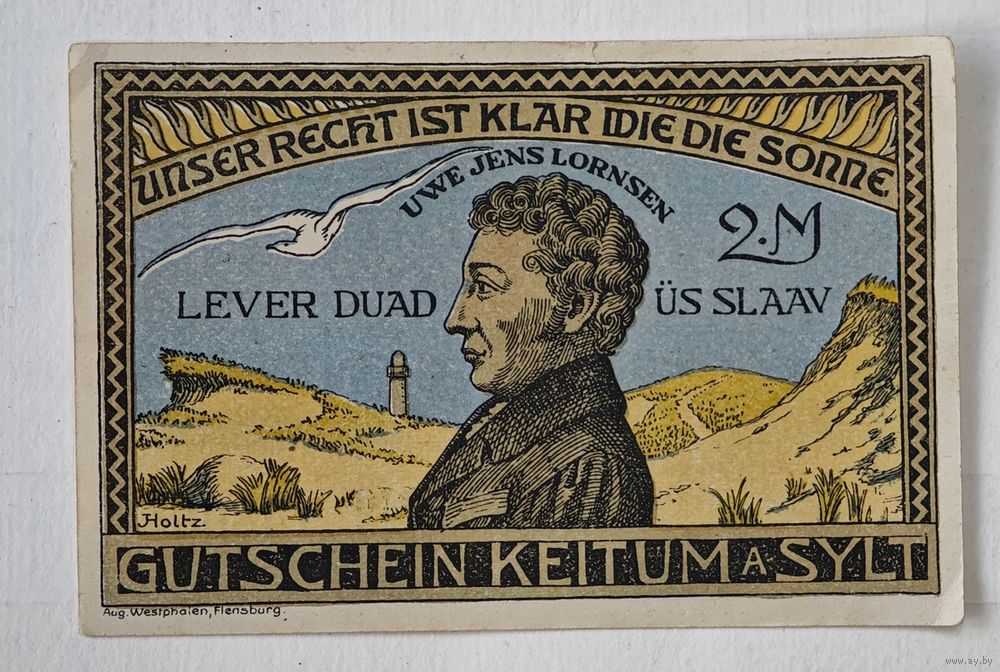 UNSER RECHT IST KLAR WIE DIE SONNE
UWE JENS LORNSEN
2.M
LEVER DUAD ÜS SLAAV
Holtz.
GUTSCHEIN KEITUM A SYLT
Aug. Westphalen, Flensburg.
www.ay.by